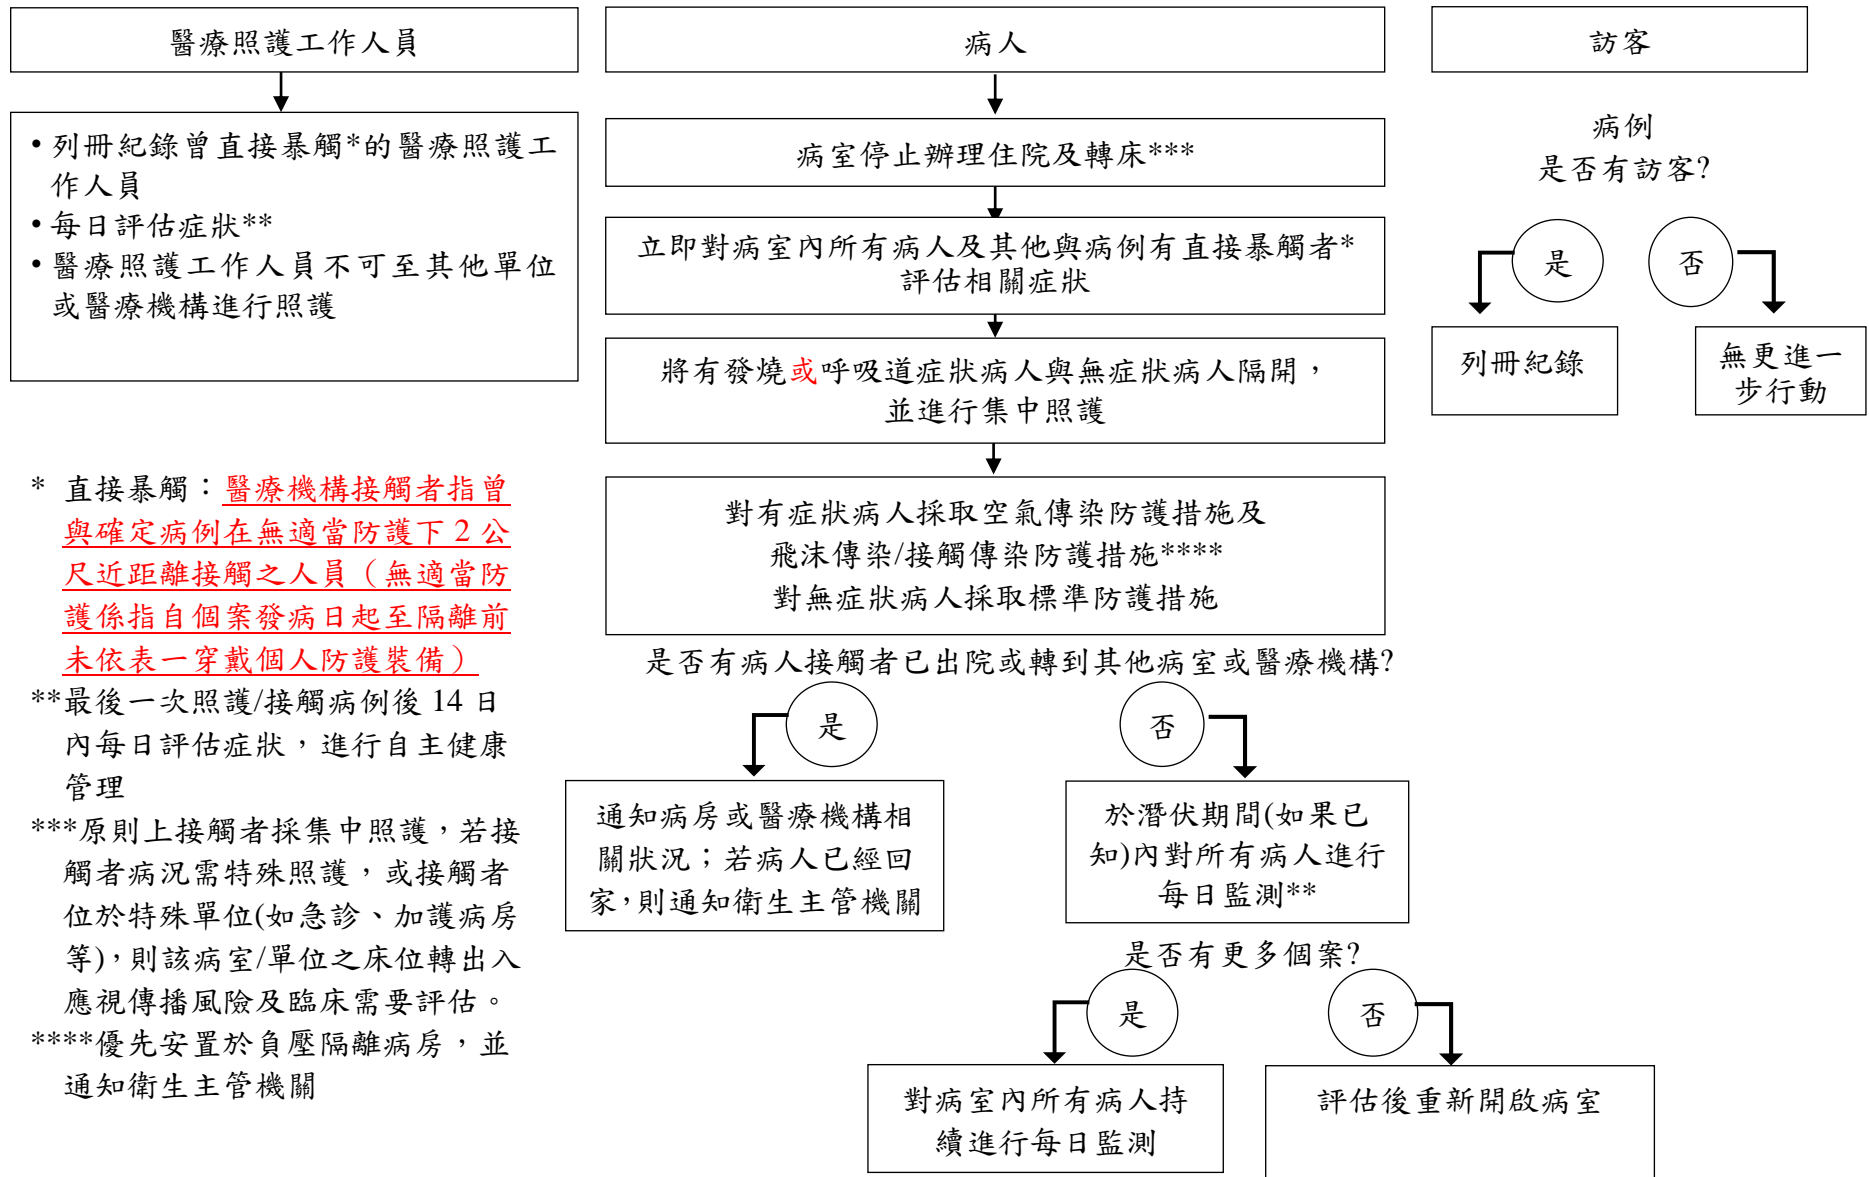 醫療照護工作人員
• 列冊紀錄曾直接暴觸*的醫療照護工
作人員
• 每日評估症狀**
• 醫療照護工作人員不可至其他單位
或醫療機構進行照護
* 直接暴觸：醫療機構接觸者指曾
與確定病例在無適當防護下 2 公
尺近距離接觸之人員（無適當防
護係指自個案發病日起至隔離前
未依表一穿戴個人防護裝備）
**最後一次照護/接觸病例後 14 日
內每日評估症狀，進行自主健康
管理
***原則上接觸者採集中照護，若接
觸者病況需特殊照護，或接觸者
位於特殊單位(如急診、加護病房
等)，則該病室/單位之床位轉出入
應視傳播風險及臨床需要評估。
****優先安置於負壓隔離病房，並
通知衛生主管機關
病人
病室停止辦理住院及轉床***
立即對病室內所有病人及其他與病例有直接暴觸者*
評估相關症狀
將有發燒或呼吸道症狀病人與無症狀病人隔開，
並進行集中照護
對有症狀病人採取空氣傳染防護措施及
飛沫傳染/接觸傳染防護措施****
對無症狀病人採取標準防護措施
是否有病人接觸者已出院或轉到其他病室或醫療機構?
是
否
通知病房或醫療機構相
關狀況；若病人已經回
家，則通知衛生主管機關
於潛伏期間(如果已
知)內對所有病人進行
每日監測**
是否有更多個案?
是
否
對病室內所有病人持
續進行每日監測
評估後重新開啟病室
訪客
病例
是否有訪客?
是
否
列冊紀錄
無更進一
步行動